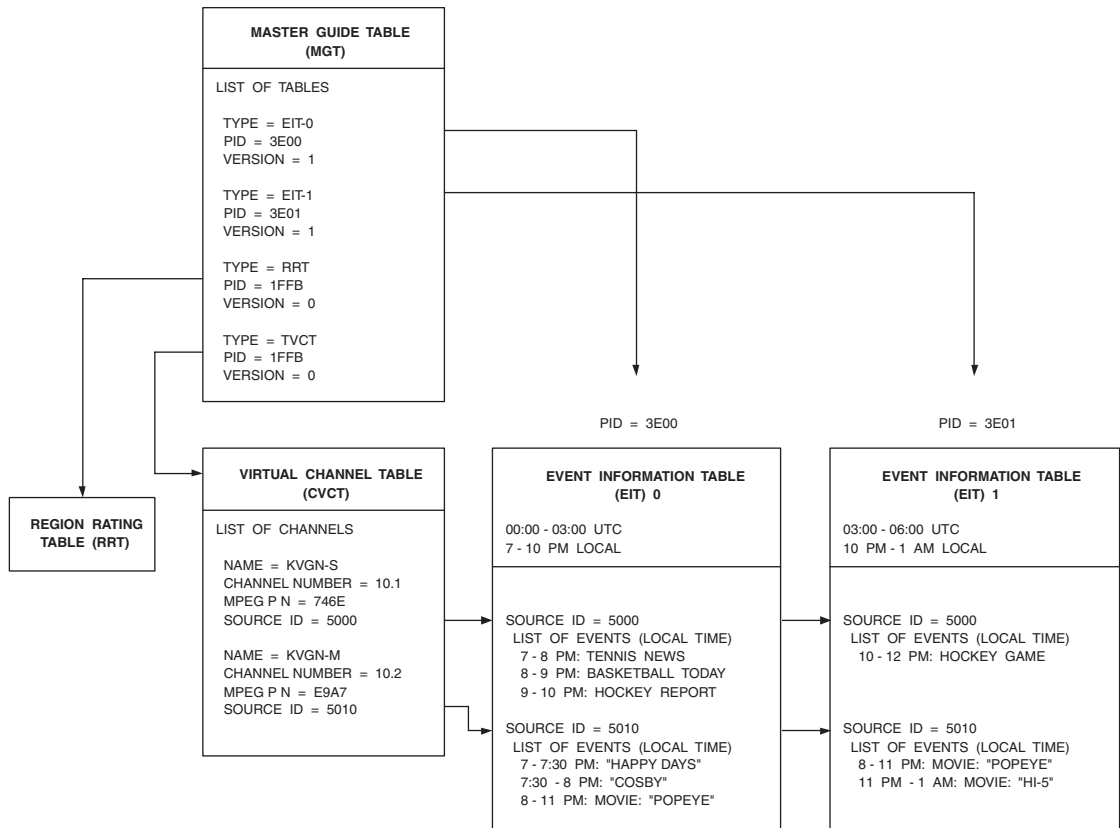 MASTER GUIDE TABLE
(MGT)
LIST OF TABLES
TYPE = EIT-0
PID = 3E00
VERSION = 1
TYPE = EIT-1
PID = 3E01
VERSION = 1
TYPE = RRT
PID = 1FFB
VERSION = 0
TYPE = TVCT
PID = 1FFB
VERSION = 0
REGION RATING
TABLE (RRT)
VIRTUAL CHANNEL TABLE
(CVCT)
LIST OF CHANNELS
NAME = KVGN-S
CHANNEL NUMBER = 10.1
MPEG P N = 746E
SOURCE ID = 5000
NAME = KVGN-M
CHANNEL NUMBER = 10.2
MPEG P N = E9A7
SOURCE ID = 5010
PID = 3E00
EVENT INFORMATION TABLE
(EIT) 0
00:00 - 03:00 UTC
7 - 10 PM LOCAL
SOURCE ID = 5000
LIST OF EVENTS (LOCAL TIME)
7 - 8 PM: TENNIS NEWS
8 - 9 PM: BASKETBALL TODAY
9 - 10 PM: HOCKEY REPORT
SOURCE ID = 5010
LIST OF EVENTS (LOCAL TIME)
7 - 7:30 PM: "HAPPY DAYS"
7:30 - 8 PM: "COSBY"
8 - 11 PM: MOVIE: "POPEYE"
PID = 3E01
EVENT INFORMATION TABLE
(EIT) 1
03:00 - 06:00 UTC
10 PM - 1 AM LOCAL
SOURCE ID = 5000
LIST OF EVENTS (LOCAL TIME)
10 - 12 PM: HOCKEY GAME
SOURCE ID = 5010
LIST OF EVENTS (LOCAL TIME)
8 - 11 PM: MOVIE: "POPEYE"
11 PM - 1 AM: MOVIE: "HI-5"